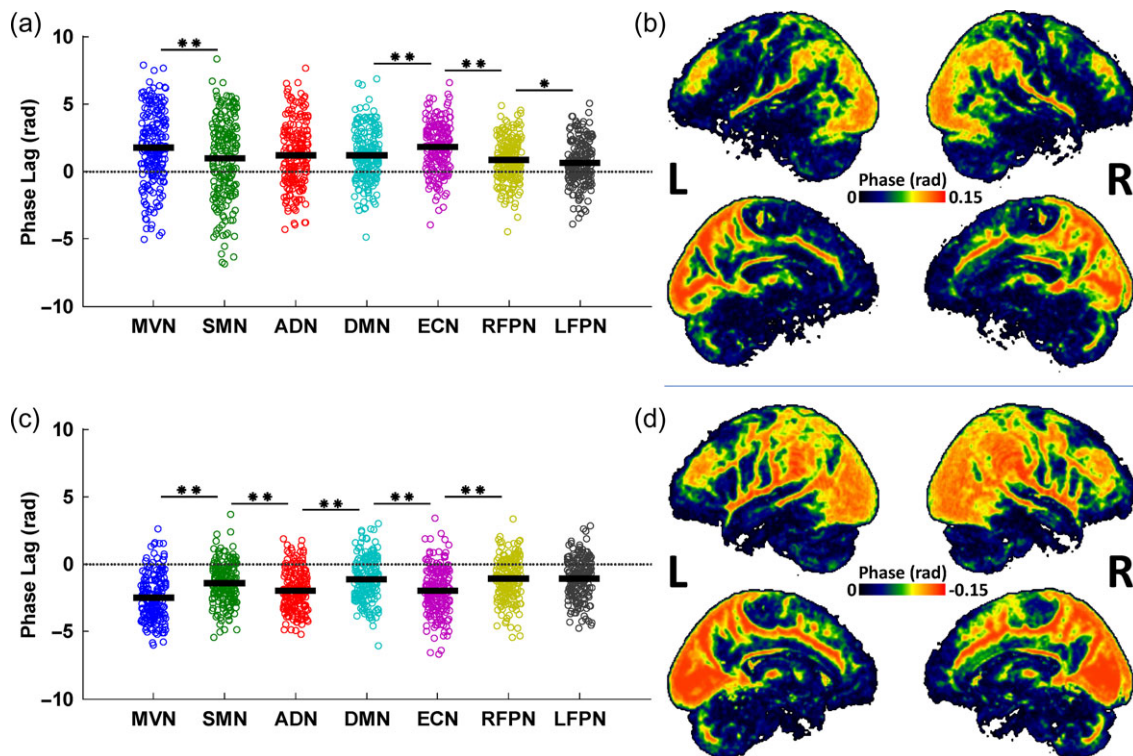 (a)
10
5
0
−5
−10
Phase Lag (rad)
** ** ** *
MVN SMN ADN DMN ECN RFPN LFPN
(b)
L R
Phase (rad)
0 0.15
(c)
10
5
0
−5
−10
Phase Lag (rad)
** ** ** ** **
MVN SMN ADN DMN ECN RFPN LFPN
(d)
L R
Phase (rad)
0 -0.15